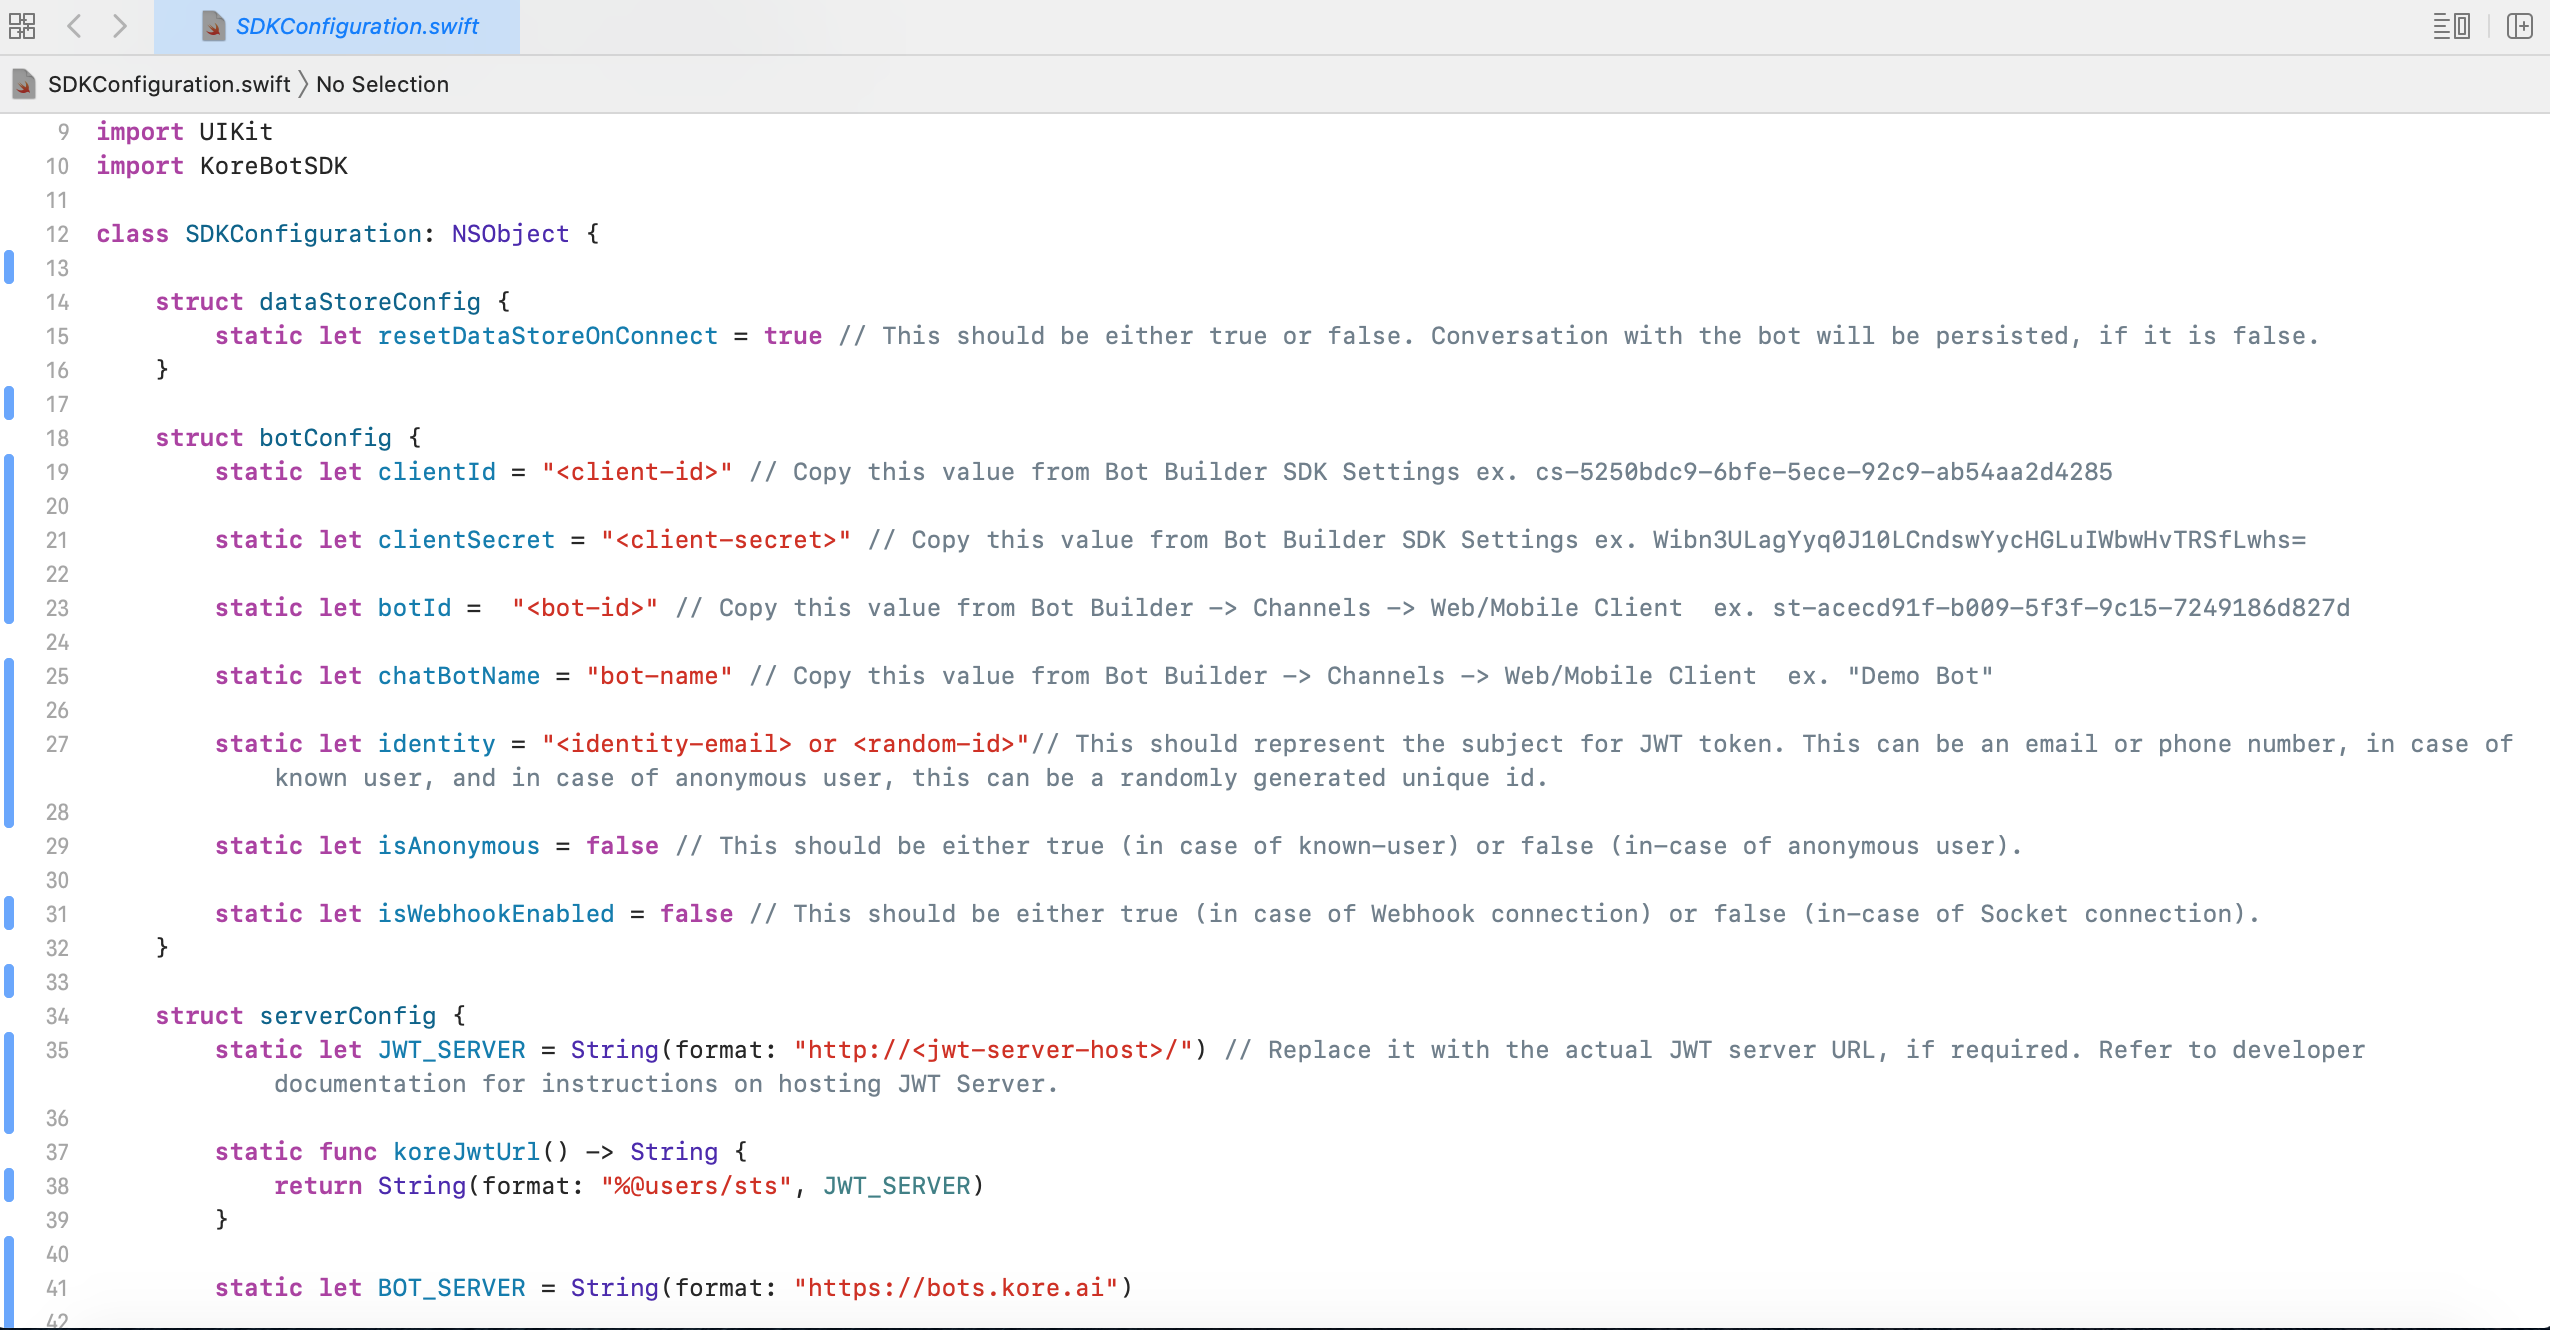 SDKConfiguration.swift
SDKConfiguration.swift 〉 No Selection
9 import UIKit
10 import KoreBotSDK
11
12 class SDKConfiguration: NSObject {
13
14 struct dataStoreConfig {
15 static let resetDataStoreOnConnect = true // This should be either true or false. Conversation with the bot will be persisted, if it is false.
16 }
17
18 struct botConfig {
19 static let clientId = "<client-id>" // Copy this value from Bot Builder SDK Settings ex. cs-5250bdc9-6bfe-5ece-92c9-ab54aa2d4285
20
21 static let clientSecret = "<client-secret>" // Copy this value from Bot Builder SDK Settings ex. Wibn3ULagYyq0J10LCndswYycHGLuIWbwHvTRSfLwhs=
22
23 static let botId =  "<bot-id>" // Copy this value from Bot Builder -> Channels -> Web/Mobile Client  ex. st-acecd91f-b009-5f3f-9c15-7249186d827d
24
25 static let chatBotName = "bot-name" // Copy this value from Bot Builder -> Channels -> Web/Mobile Client  ex. "Demo Bot"
26
27 static let identity = "<identity-email> or <random-id>"// This should represent the subject for JWT token. This can be an email or phone number, in case of
known user, and in case of anonymous user, this can be a randomly generated unique id.
28
29 static let isAnonymous = false // This should be either true (in case of known-user) or false (in-case of anonymous user).
30
31 static let isWebhookEnabled = false // This should be either true (in case of Webhook connection) or false (in-case of Socket connection).
32 }
33
34 struct serverConfig {
35 static let JWT_SERVER = String(format: "http://<jwt-server-host>/") // Replace it with the actual JWT server URL, if required. Refer to developer
documentation for instructions on hosting JWT Server.
36
37 static func koreJwtUrl() -> String {
38 return String(format: "%@users/sts", JWT_SERVER)
39 }
40
41 static let BOT_SERVER = String(format: "https://bots.kore.ai")
42